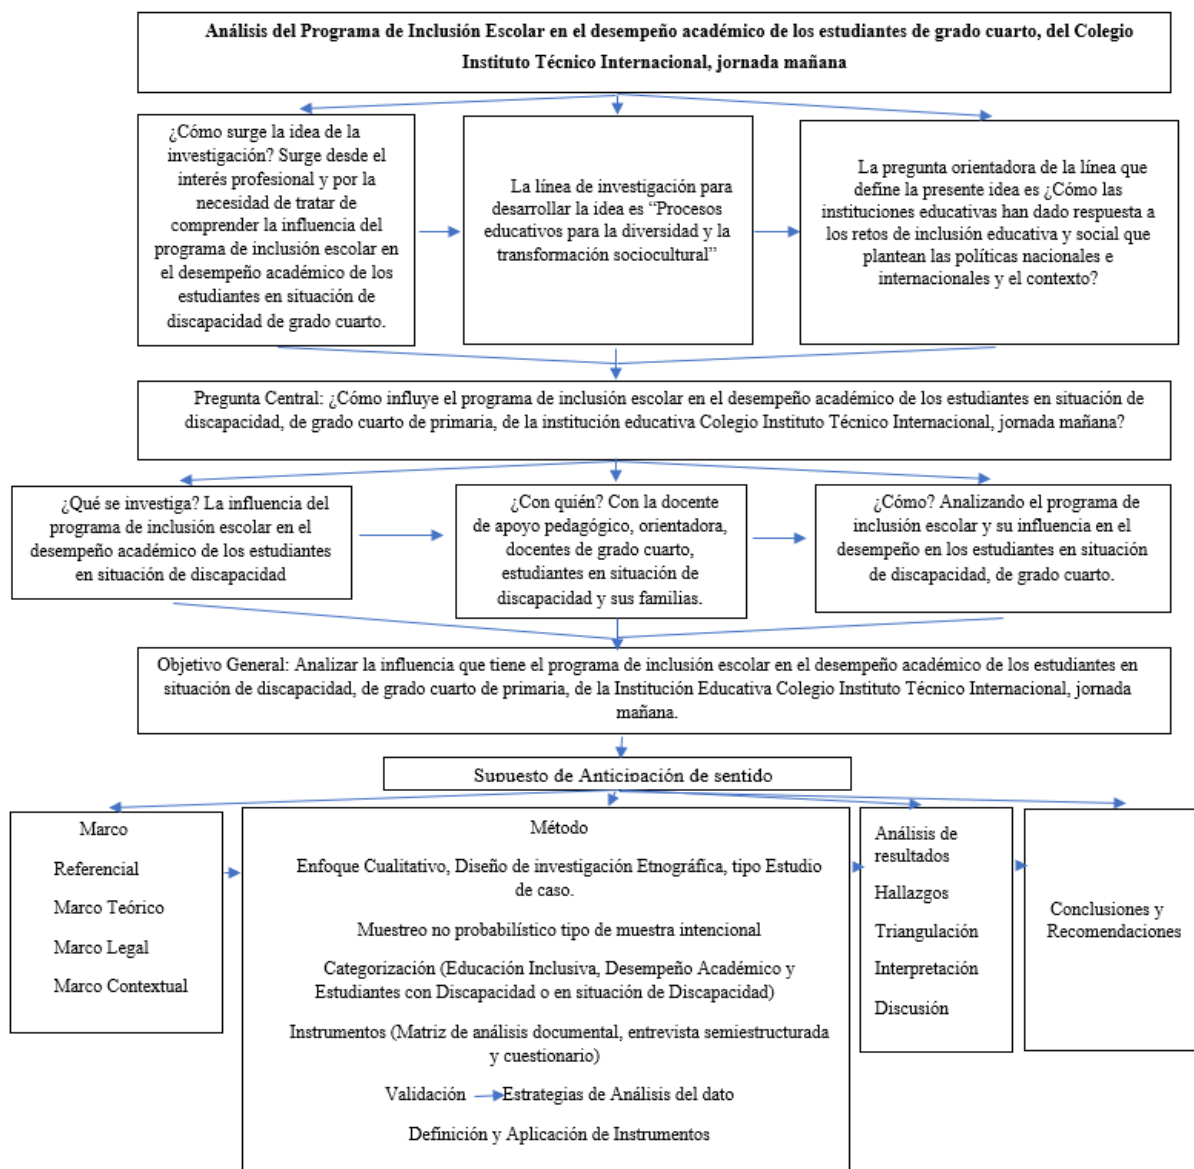 Análisis del Programa de Inclusión Escolar en el desempeño académico de los estudiantes de grado cuarto, del Colegio
Instituto Técnico Internacional, jornada mañana
¿Cómo surge la idea de la
investigación? Surge desde el
interés profesional y por la
necesidad de tratar de
comprender la influencia del
programa de inclusión escolar en
el desempeño académico de los
estudiantes en situación de
discapacidad de grado cuarto.
La línea de investigación para
desarrollar la idea es “Procesos
educativos para la diversidad y la
transformación sociocultural”
La pregunta orientadora de la línea que
define la presente idea es ¿Cómo las
instituciones educativas han dado respuesta a
los retos de inclusión educativa y social que
plantean las políticas nacionales e
internacionales y el contexto?
Pregunta Central: ¿Cómo influye el programa de inclusión escolar en el desempeño académico de los estudiantes en situación de
discapacidad, de grado cuarto de primaria, de la institución educativa Colegio Instituto Técnico Internacional, jornada mañana?
¿Qué se investiga? La influencia del
programa de inclusión escolar en el
desempeño académico de los estudiantes
en situación de discapacidad
¿Con quién? Con la docente
de apoyo pedagógico, orientadora,
docentes de grado cuarto,
estudiantes en situación de
discapacidad y sus familias.
¿Cómo? Analizando el programa de
inclusión escolar y su influencia en el
desempeño en los estudiantes en situación
de discapacidad, de grado cuarto.
Objetivo General: Analizar la influencia que tiene el programa de inclusión escolar en el desempeño académico de los estudiantes en
situación de discapacidad, de grado cuarto de primaria, de la Institución Educativa Colegio Instituto Técnico Internacional, jornada
mañana.
Supuesto de Anticipación de sentido
Marco
Referencial
Marco Teórico
Marco Legal
Marco Contextual
Método
Enfoque Cualitativo, Diseño de investigación Etnográfica, tipo Estudio
de caso.
Muestreo no probabilístico tipo de muestra intencional
Categorización (Educación Inclusiva, Desempeño Académico y
Estudiantes con Discapacidad o en situación de Discapacidad)
Instrumentos (Matriz de análisis documental, entrevista semiestructurada
y cuestionario)
Validación Estrategias de Análisis del dato
Definición y Aplicación de Instrumentos
Análisis de
resultados
Hallazgos
Triangulación
Interpretación
Discusión
Conclusiones y
Recomendaciones